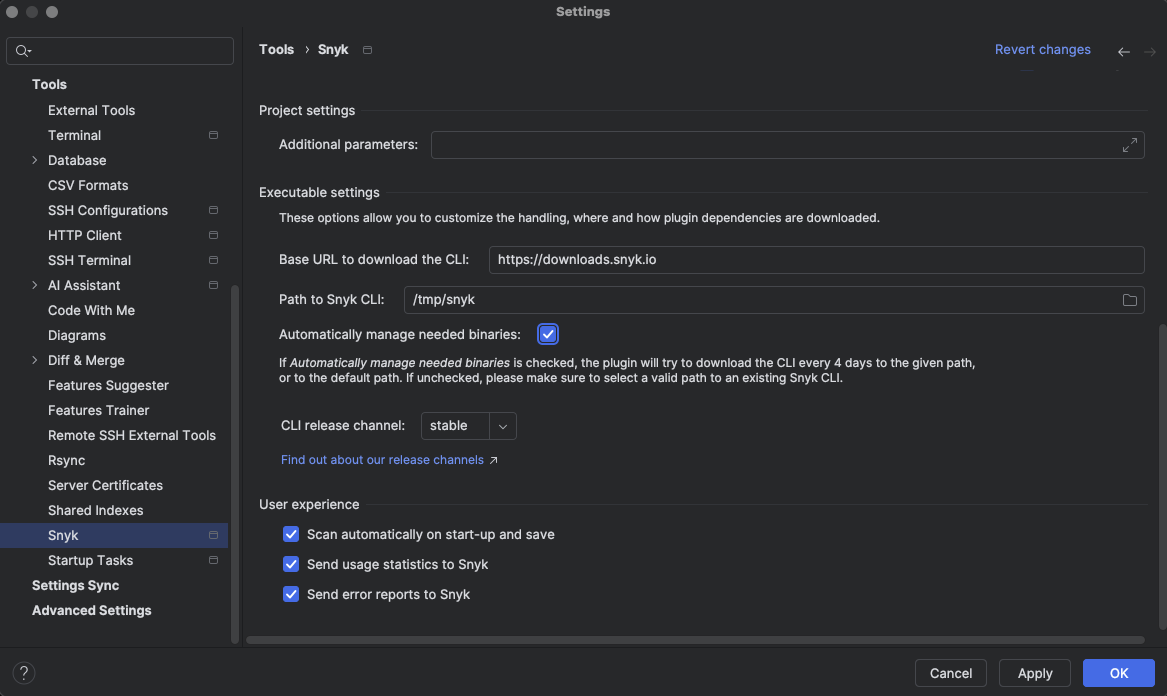 Settings
Tools
External Tools
Terminal
Database
CSV Formats
SSH Configurations
HTTP Client
SSH Terminal
AI Assistant
Code With Me
Diagrams
Diff & Merge
Features Suggester
Features Trainer
Remote SSH External Tools
Rsync
Server Certificates
Shared Indexes
Snyk
Startup Tasks
Settings Sync
Advanced Settings
Tools › Snyk
Revert changes
Project settings
Additional parameters:
Executable settings
These options allow you to customize the handling, where and how plugin dependencies are downloaded.
Base URL to download the CLI: https://downloads.snyk.io
Path to Snyk CLI: /tmp/snyk
Automatically manage needed binaries:
If Automatically manage needed binaries is checked, the plugin will try to download the CLI every 4 days to the given path,
or to the default path. If unchecked, please make sure to select a valid path to an existing Snyk CLI.
CLI release channel: stable
Find out about our release channels ↗
User experience
Scan automatically on start-up and save
Send usage statistics to Snyk
Send error reports to Snyk
?
Cancel
Apply
OK